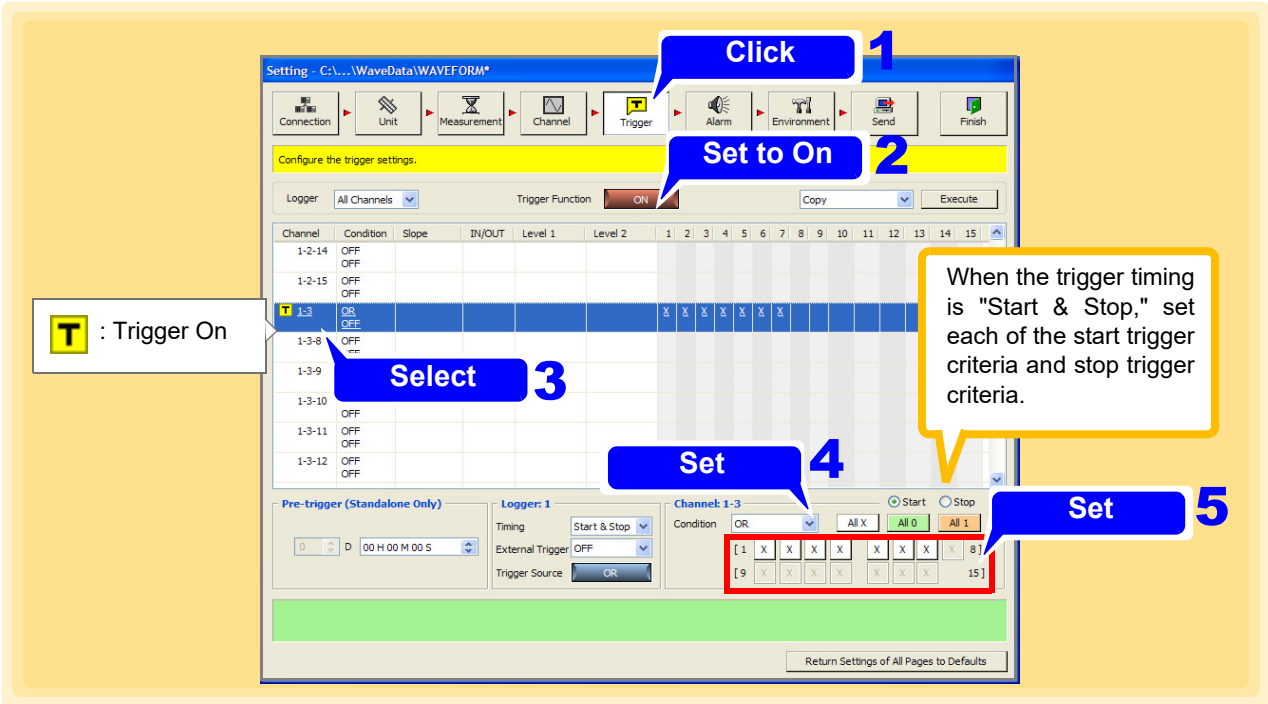 Click 1
Setting - C:\...\WaveData\WAVEFORM*
Connection Unit Measurement Channel T Trigger Alarm Environment Send Finish
Configure the trigger settings.
Set to On 2
Logger All Channels Trigger Function ON Copy Execute
Channel Condition Slope IN/OUT Level 1 Level 2 1 2 3 4 5 6 7 8 9 10 11 12 13 14 15
1-2-14 OFF
OFF
1-2-15 OFF
OFF
T 1-3 OR X X X X X X X
OFF
1-3-8 OFF
1-3-9
1-3-10
OFF
1-3-11 OFF
OFF
1-3-12 OFF
OFF
T : Trigger On
Select 3
When the trigger timing
is "Start & Stop," set
each of the start trigger
criteria and stop trigger
criteria.
Set 4
Pre-trigger (Standalone Only)
0 D 00 H 00 M 00 S
Logger: 1
Timing Start & Stop
External Trigger OFF
Trigger Source OR
Channel: 1-3 Start Stop
Condition OR All X All 0 All 1
[ 1 X X X X X X X X 8 ]
[ 9 X X X X X X X 15 ]
Set 5
Return Settings of All Pages to Defaults